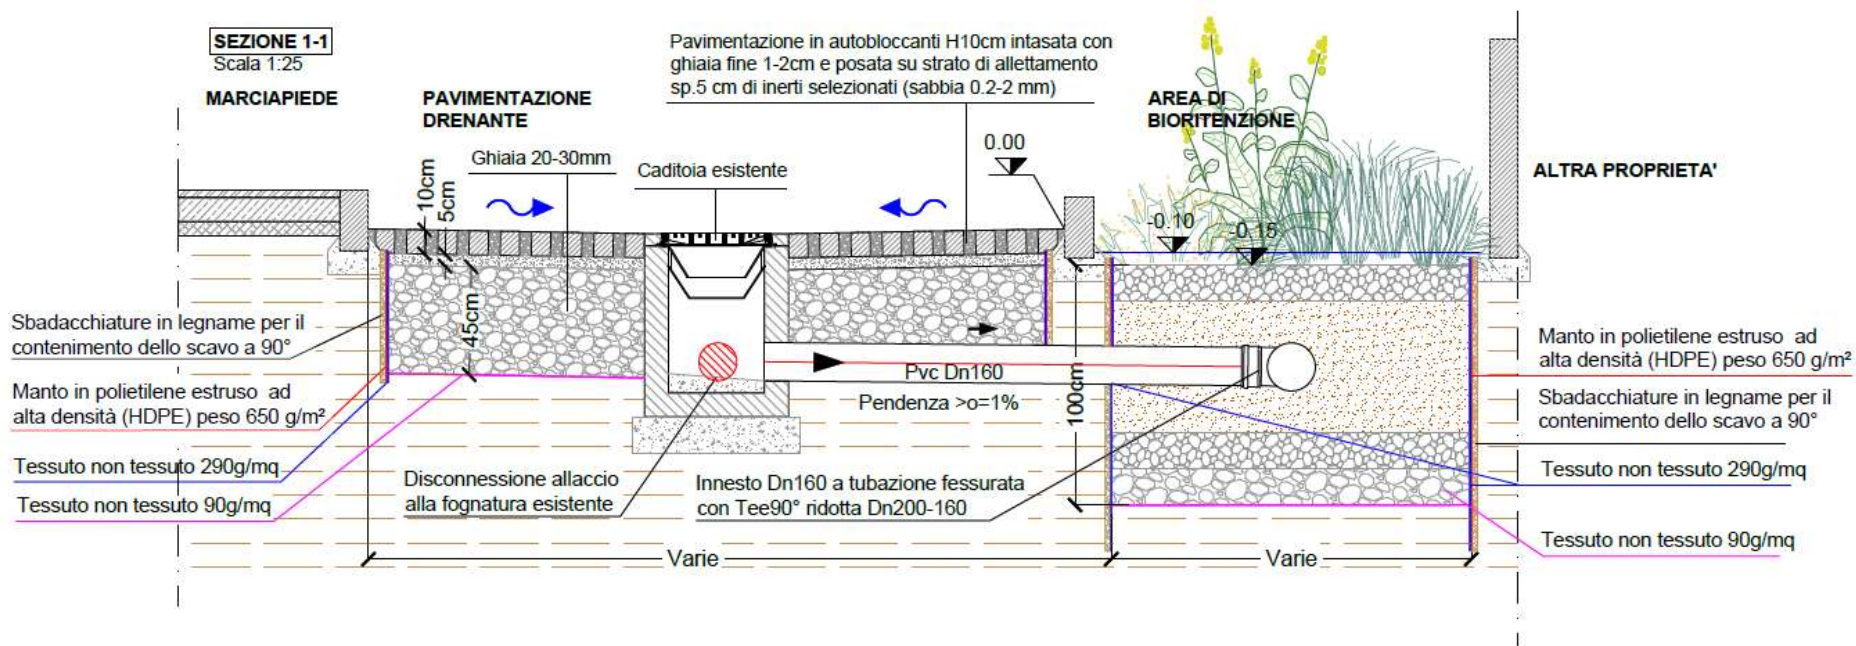 SEZIONE 1-1
Scala 1:25
MARCIAPIEDE
PAVIMENTAZIONE
DRENANTE
Pavimentazione in autobloccanti H10cm intasata con
ghiaia fine 1-2cm e posata su strato di allettamento
sp.5 cm di inerti selezionati (sabbia 0.2-2 mm)
AREA DI
BIORITENZIONE
ALTRA PROPRIETA'
Ghiaia 20-30mm
Caditoia esistente
0.00
10cm
5cm
-0.10
-0.15
45cm
100cm
Sbadacchiature in legname per il
contenimento dello scavo a 90°
Manto in polietilene estruso ad
alta densità (HDPE) peso 650 g/m²
Tessuto non tessuto 290g/mq
Tessuto non tessuto 90g/mq
Pvc Dn160
Pendenza >o=1%
Disconnessione allaccio
alla fognatura esistente
Innesto Dn160 a tubazione fessurata
con Tee90° ridotta Dn200-160
Manto in polietilene estruso ad
alta densitá (HDPE) peso 650 g/m²
Sbadacchiature in legname per il
contenimento dello scavo a 90°
Tessuto non tessuto 290g/mq
Tessuto non tessuto 90g/mq
Varie
Varie